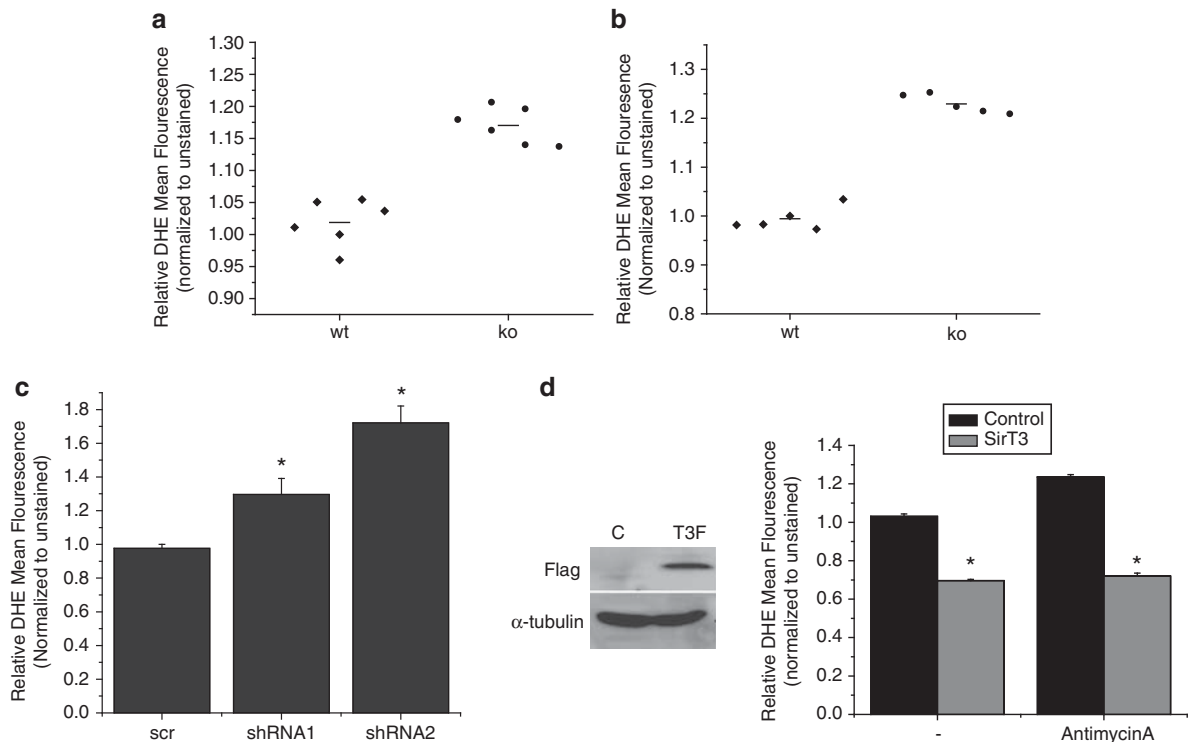 a
Relative DHE Mean Flourescence
(normalized to unstained)
1.30
1.25
1.20
1.15
1.10
1.05
1.00
0.95
0.90
wt
ko
b
Relative DHE Mean Flouresence
(Normalized to unstained)
1.3
1.2
1.1
1.0
0.9
0.8
wt
ko
c
Relative DHE Mean Flourescence
(Normalized to unstained)
1.8
1.6
1.4
1.2
1.0
0.8
0.6
0.4
0.2
0.0
*
*
scr
shRNA1
shRNA2
d
C
T3F
Flag
α-tubulin
Control
SirT3
Relative DHE Mean Flourescence
(normalized to unstained)
1.4
1.2
1.0
0.8
0.6
0.4
0.2
0.0
*
*
-
AntimycinA